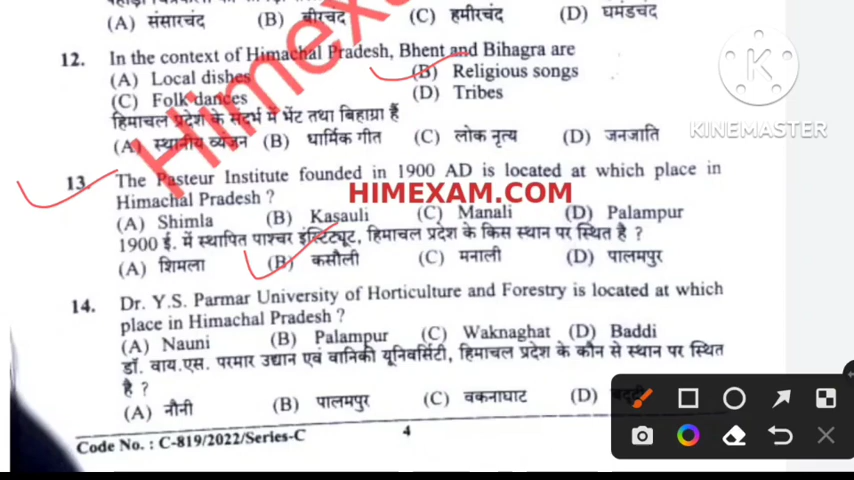 (A) संसारचंद (B) बीरचंद (C) हमीरचंद (D) घमंडचंद
12. In the context of Himachal Pradesh, Bhent and Bihagra are
(A) Local dishes (B) Religious songs
(C) Folk dances (D) Tribes
हिमाचल प्रदेश के संदर्भ में भेंट तथा बिहाग्रा हैं
(A) स्थानीय व्यंजन (B) धार्मिक गीत (C) लोक नृत्य (D) जनजाति
KINEMASTER
13. The Pasteur Institute founded in 1900 AD is located at which place in
Himachal Pradesh ?
HIMEXAM.COM
(A) Shimla (B) Kasauli (C) Manali (D) Palampur
1900 ई. में स्थापित पाश्चर इंस्टिट्यूट, हिमाचल प्रदेश के किस स्थान पर स्थित है ?
(A) शिमला (B) कसौली (C) मनाली (D) पालमपुर
14. Dr. Y.S. Parmar University of Horticulture and Forestry is located at which
place in Himachal Pradesh ?
(A) Nauni (B) Palampur (C) Waknaghat (D) Baddi
डॉ. वाय.एस. परमार उद्यान एवं वानिकी यूनिवर्सिटी, हिमाचल प्रदेश के कौन से स्थान पर स्थित
है ?
(A) नौनी (B) पालमपुर (C) वकनाघाट (D)
Code No. : C-819/2022/Series-C 4
Himex